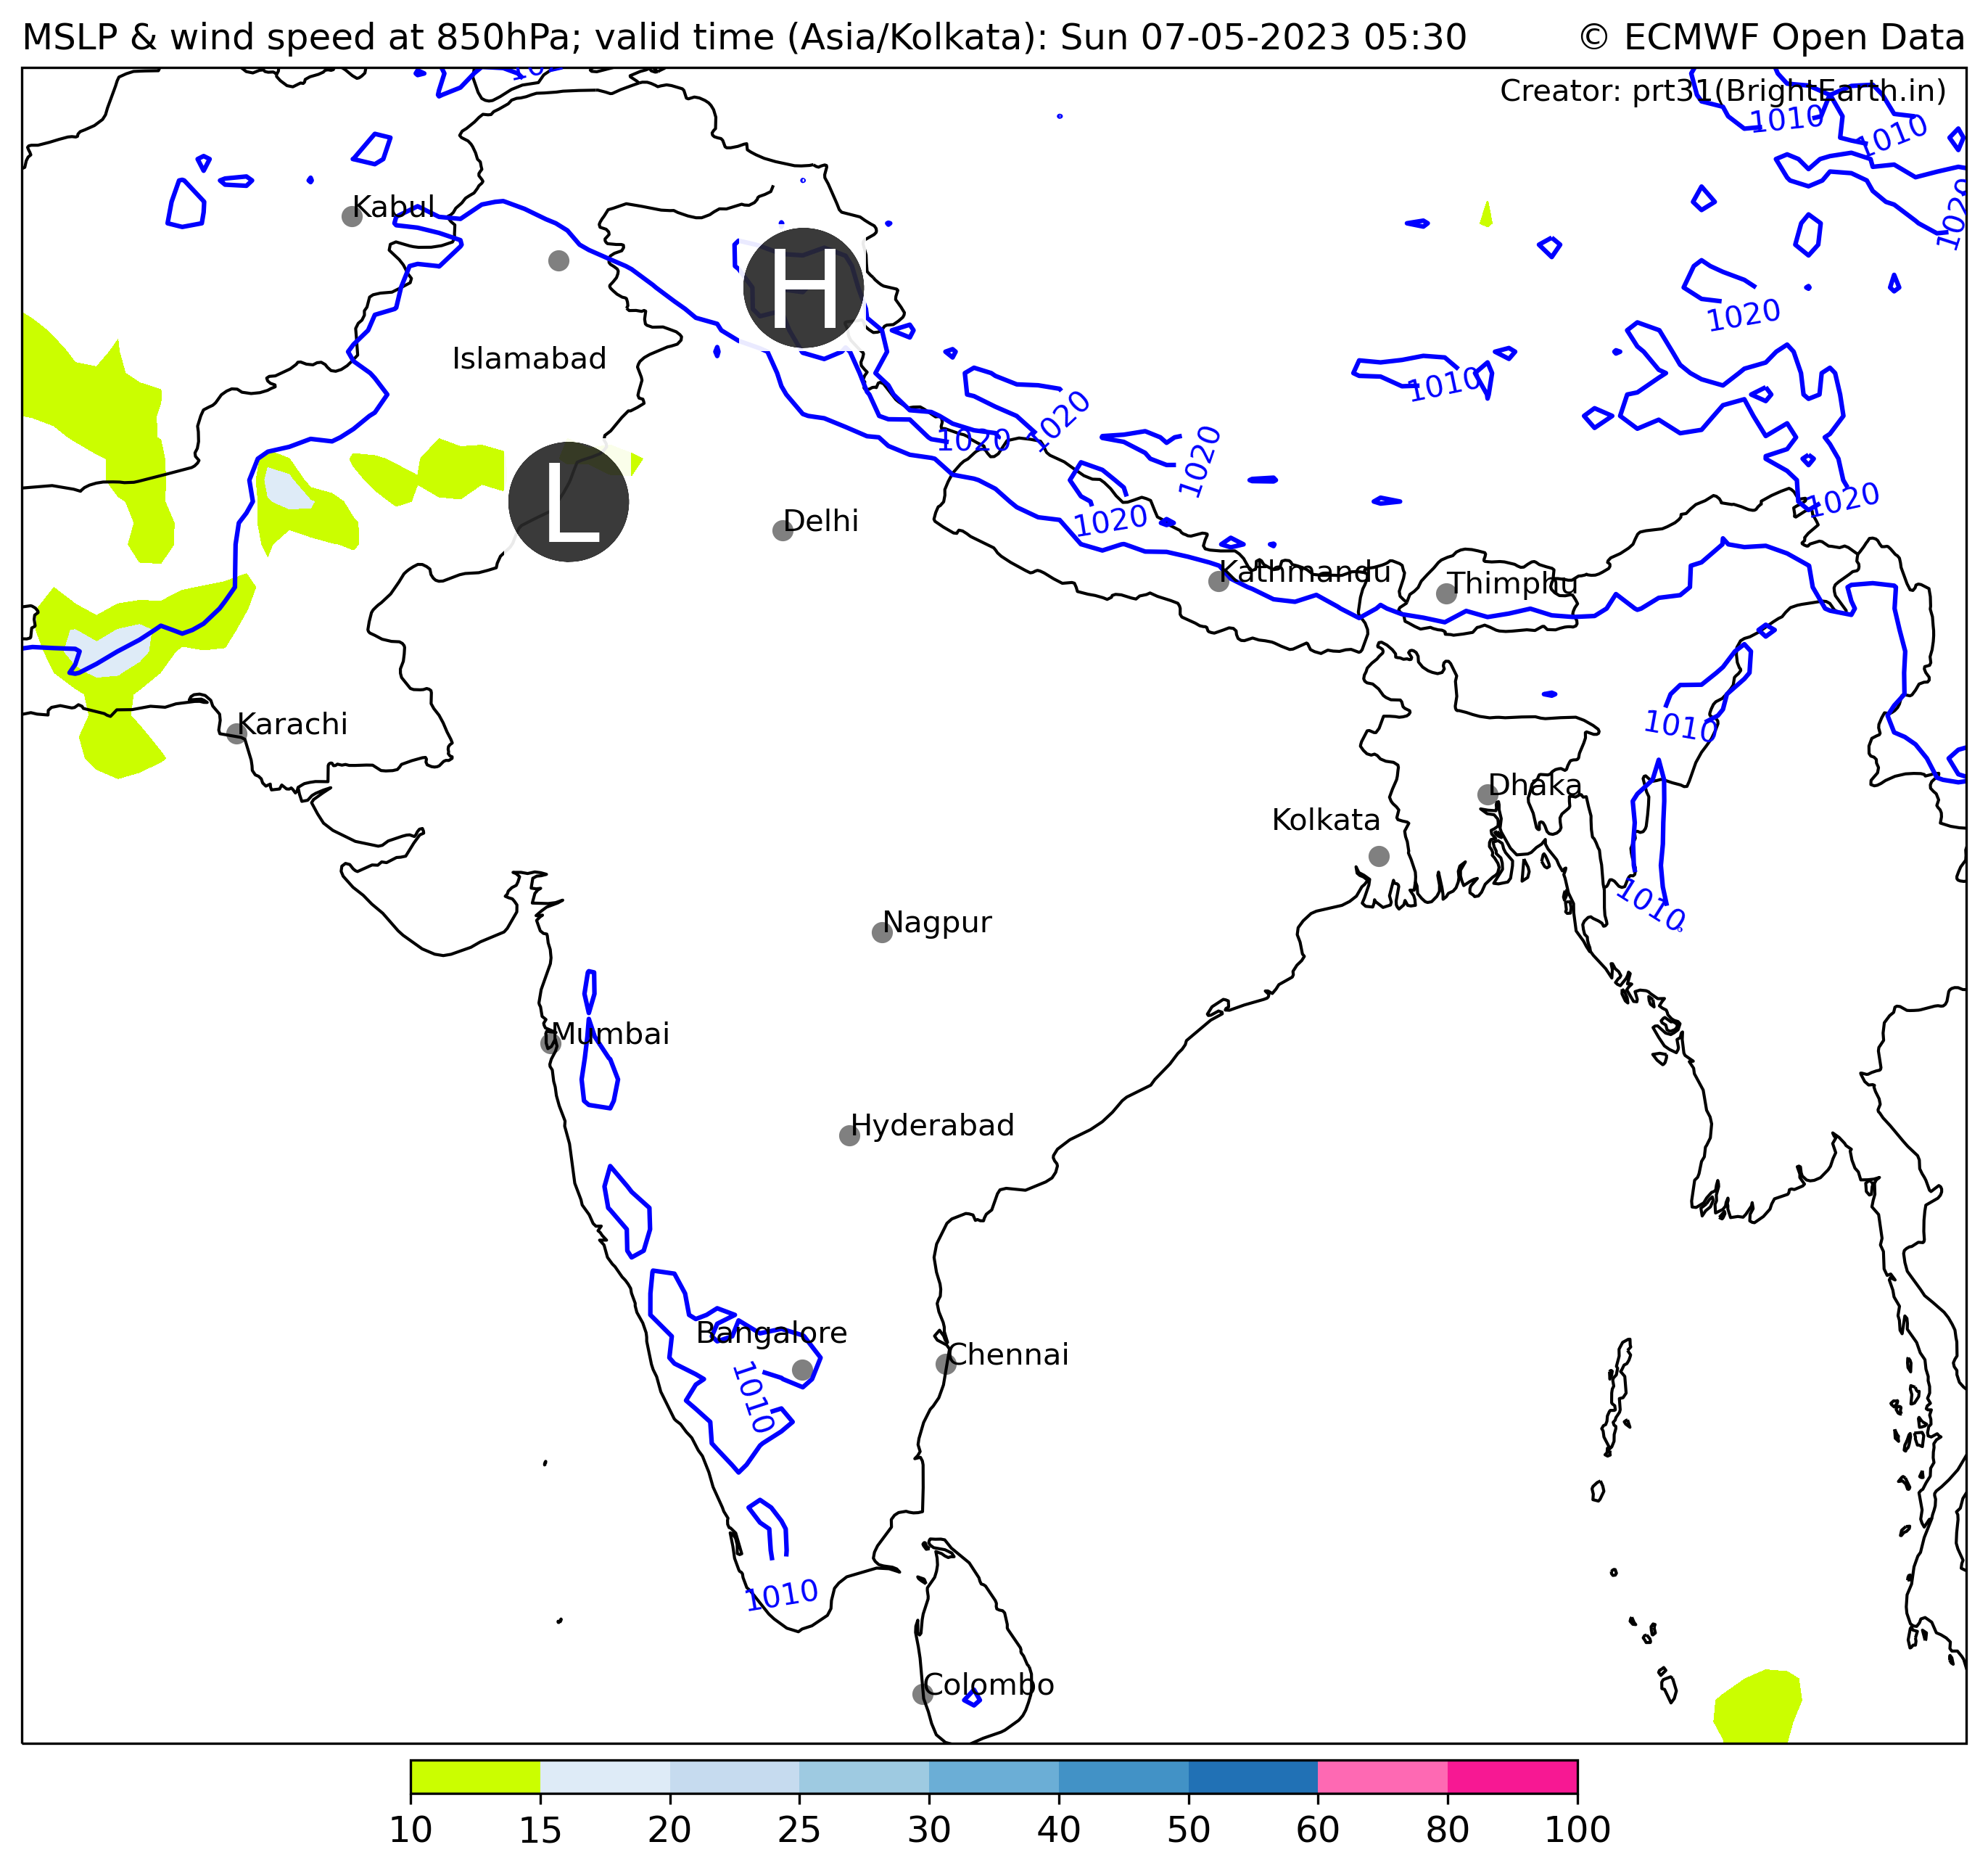 MSLP & wind speed at 850hPa; valid time (Asia/Kolkata): Sun 07-05-2023 05:30
© ECMWF Open Data
Creator: prt31(BrightEarth.in)
10
1010
1010
1020
Kabul
H
1020
Islamabad
1010
1020
1020
1020
L
1020
1020
Delhi
Kathmandu
Thimphu
Karachi
1010
Dhaka
Kolkata
1010
Nagpur
Mumbai
Hyderabad
Bangalore
Chennai
1010
1010
Colombo
10 15 20 25 30 40 50 60 80 100